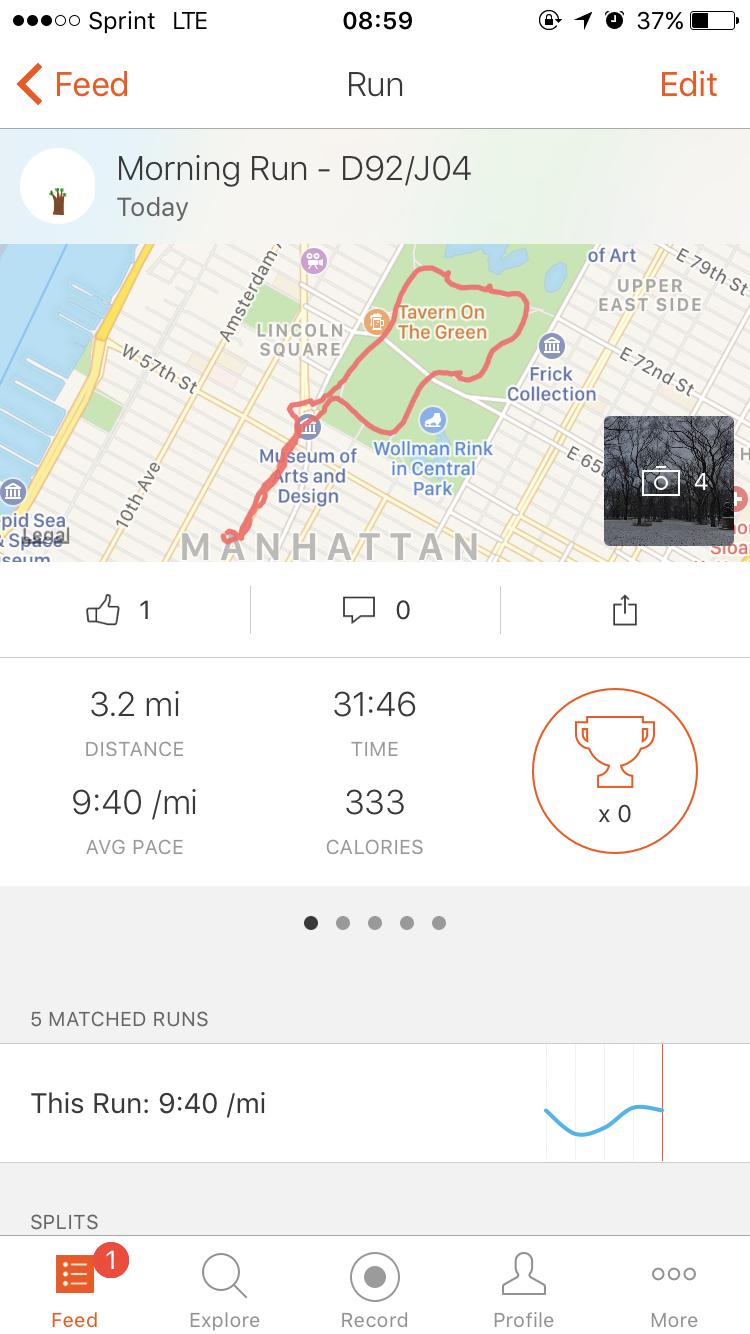 Sprint LTE 08:59 37%
Feed Run Edit
Morning Run - D92/J04
Today
of Art
E 79th St
UPPER
EAST SIDE
Amsterdam
LINCOLN
SQUARE
Tavern On
The Green
W 57th St
Frick
Collection
E 72nd St
Museum of
Arts and
Design
Wollman Rink
in Central
Park
E 65
10th Ave
4
H
pid Sea
& Space
seum
Legal
MANHATTAN
Sloa
1
0
3.2 mi
31:46
DISTANCE
TIME
9:40 /mi
333
AVG PACE
CALORIES
x 0
5 MATCHED RUNS
This Run: 9:40 /mi
SPLITS
1
Feed
Explore
Record
Profile
More